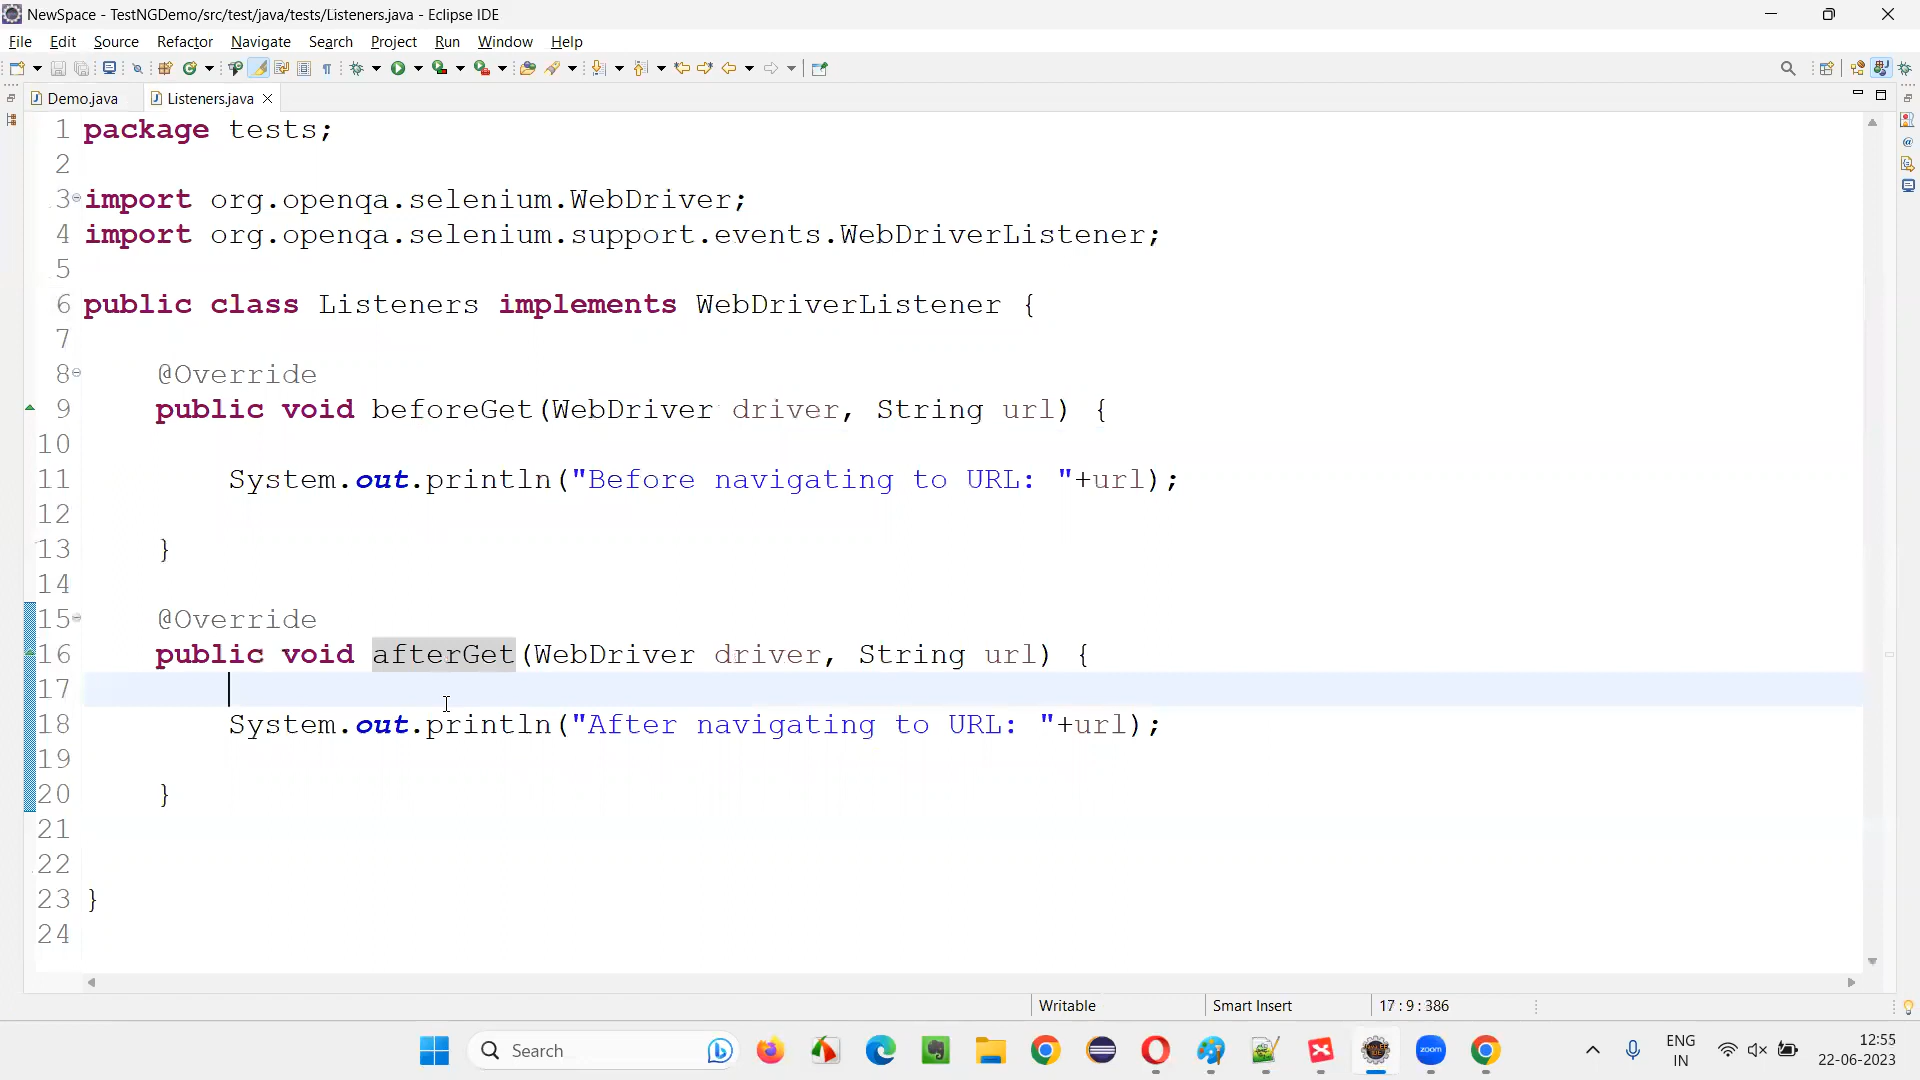 NewSpace - TestNGDemo/src/test/java/tests/Listeners.java - Eclipse IDE
File Edit Source Refactor Navigate Search Project Run Window Help
Demo.java Listeners.java
1 package tests;
2
3 import org.openqa.selenium.WebDriver;
4 import org.openqa.selenium.support.events.WebDriverListener;
5
6 public class Listeners implements WebDriverListener {
7
8 @Override
9 public void beforeGet(WebDriver driver, String url) {
10
11 System.out.println("Before navigating to URL: "+url);
12
13 }
14
15 @Override
16 public void afterGet(WebDriver driver, String url) {
17
18 System.out.println("After navigating to URL: "+url);
19
20 }
21
22
23 }
24
Writable Smart Insert 17 : 9 : 386
Search zoom ENG 12:55
IN 22-06-2023